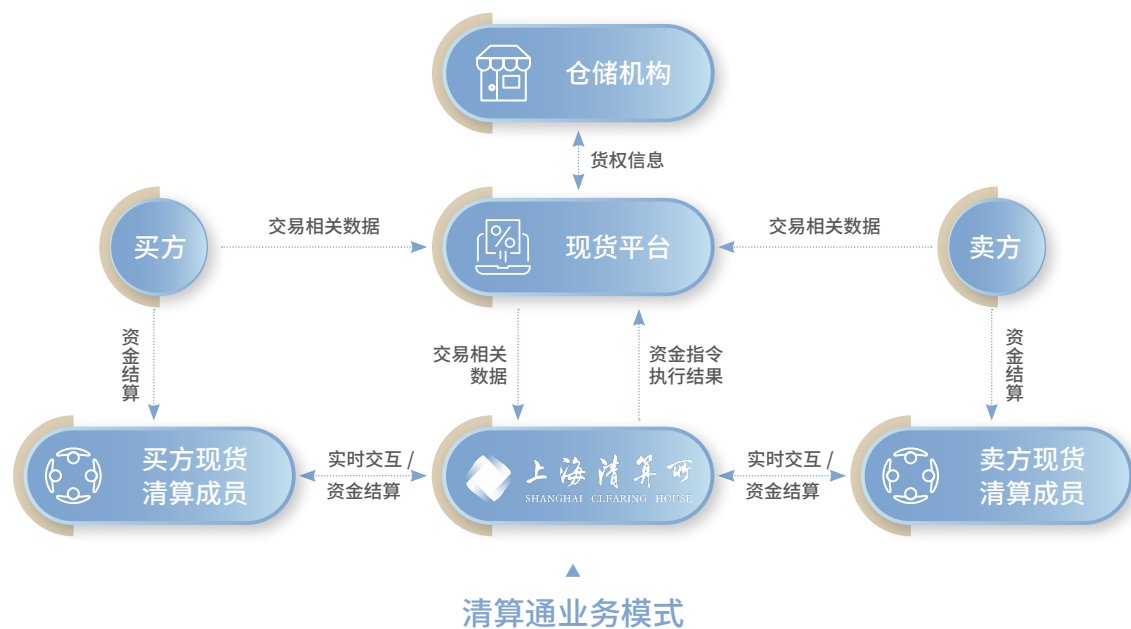 仓储机构
货权信息
交易相关数据
交易相关数据
买方
现货平台
卖方
资金结算
交易相关
数据
资金指令
执行结果
资金结算
买方现货
清算成员
实时交互/
资金结算
上海清算所
SHANGHAI CLEARING HOUSE
实时交互/
资金结算
卖方现货
清算成员
清算通业务模式